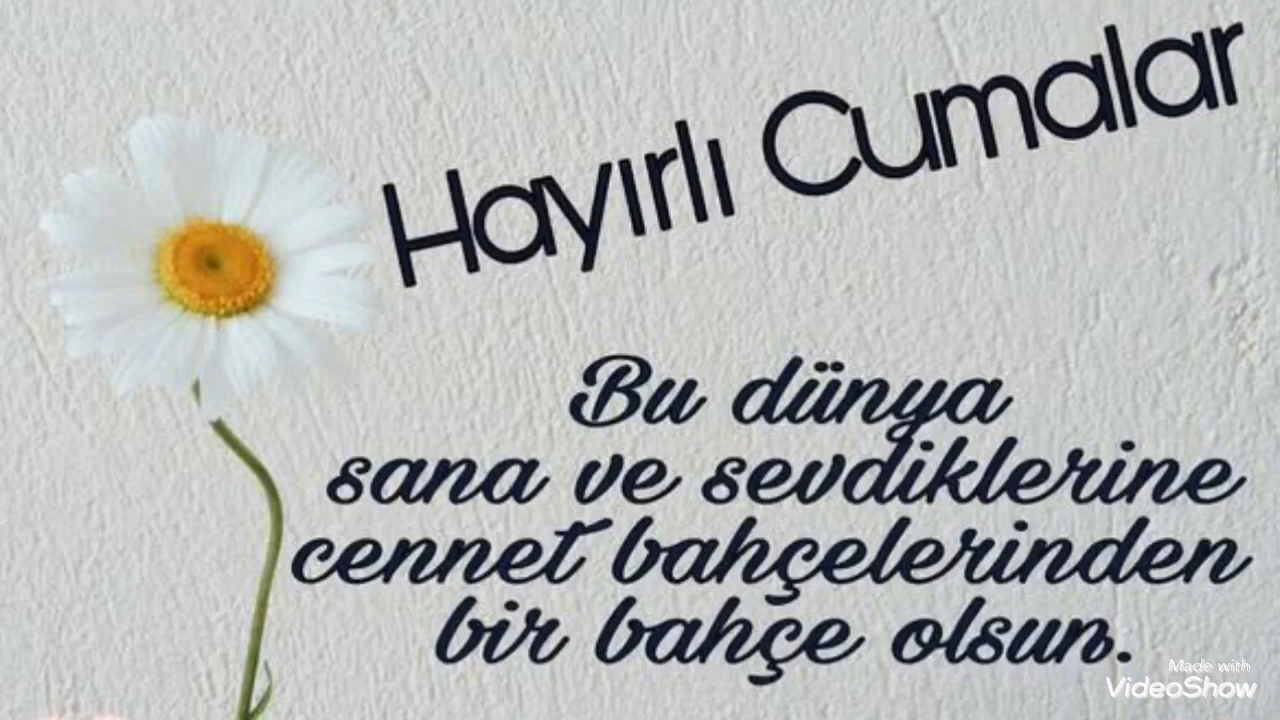 Hayırlı Cumalar
Bu dünya
sana ve sevdiklerine
cennet bahçelerinden
bir bahçe olsun.
Made with
VideoShow